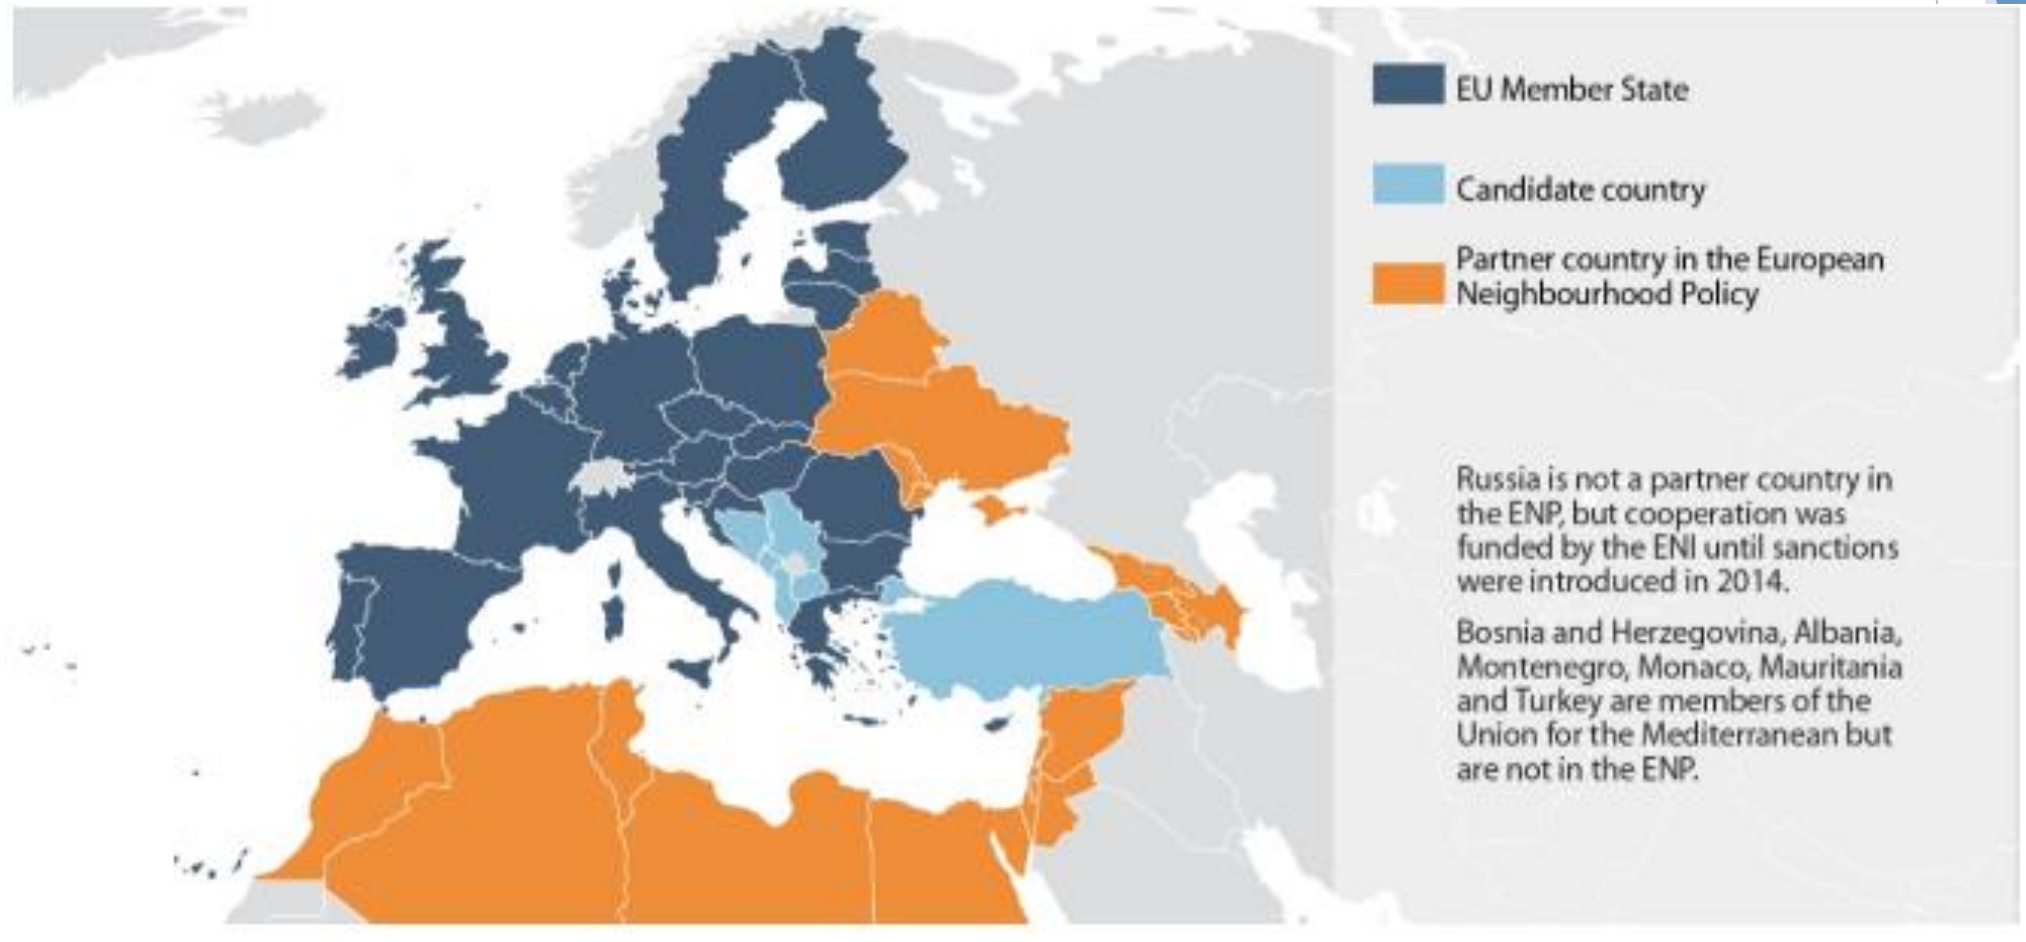 EU Member State
Candidate country
Partner country in the European
Neighbourhood Policy
Russia is not a partner country in
the ENP, but cooperation was
funded by the ENI until sanctions
were introduced in 2014.
Bosnia and Herzegovina, Albania,
Montenegro, Monaco, Mauritania
and Turkey are members of the
Union for the Mediterranean but
are not in the ENP.